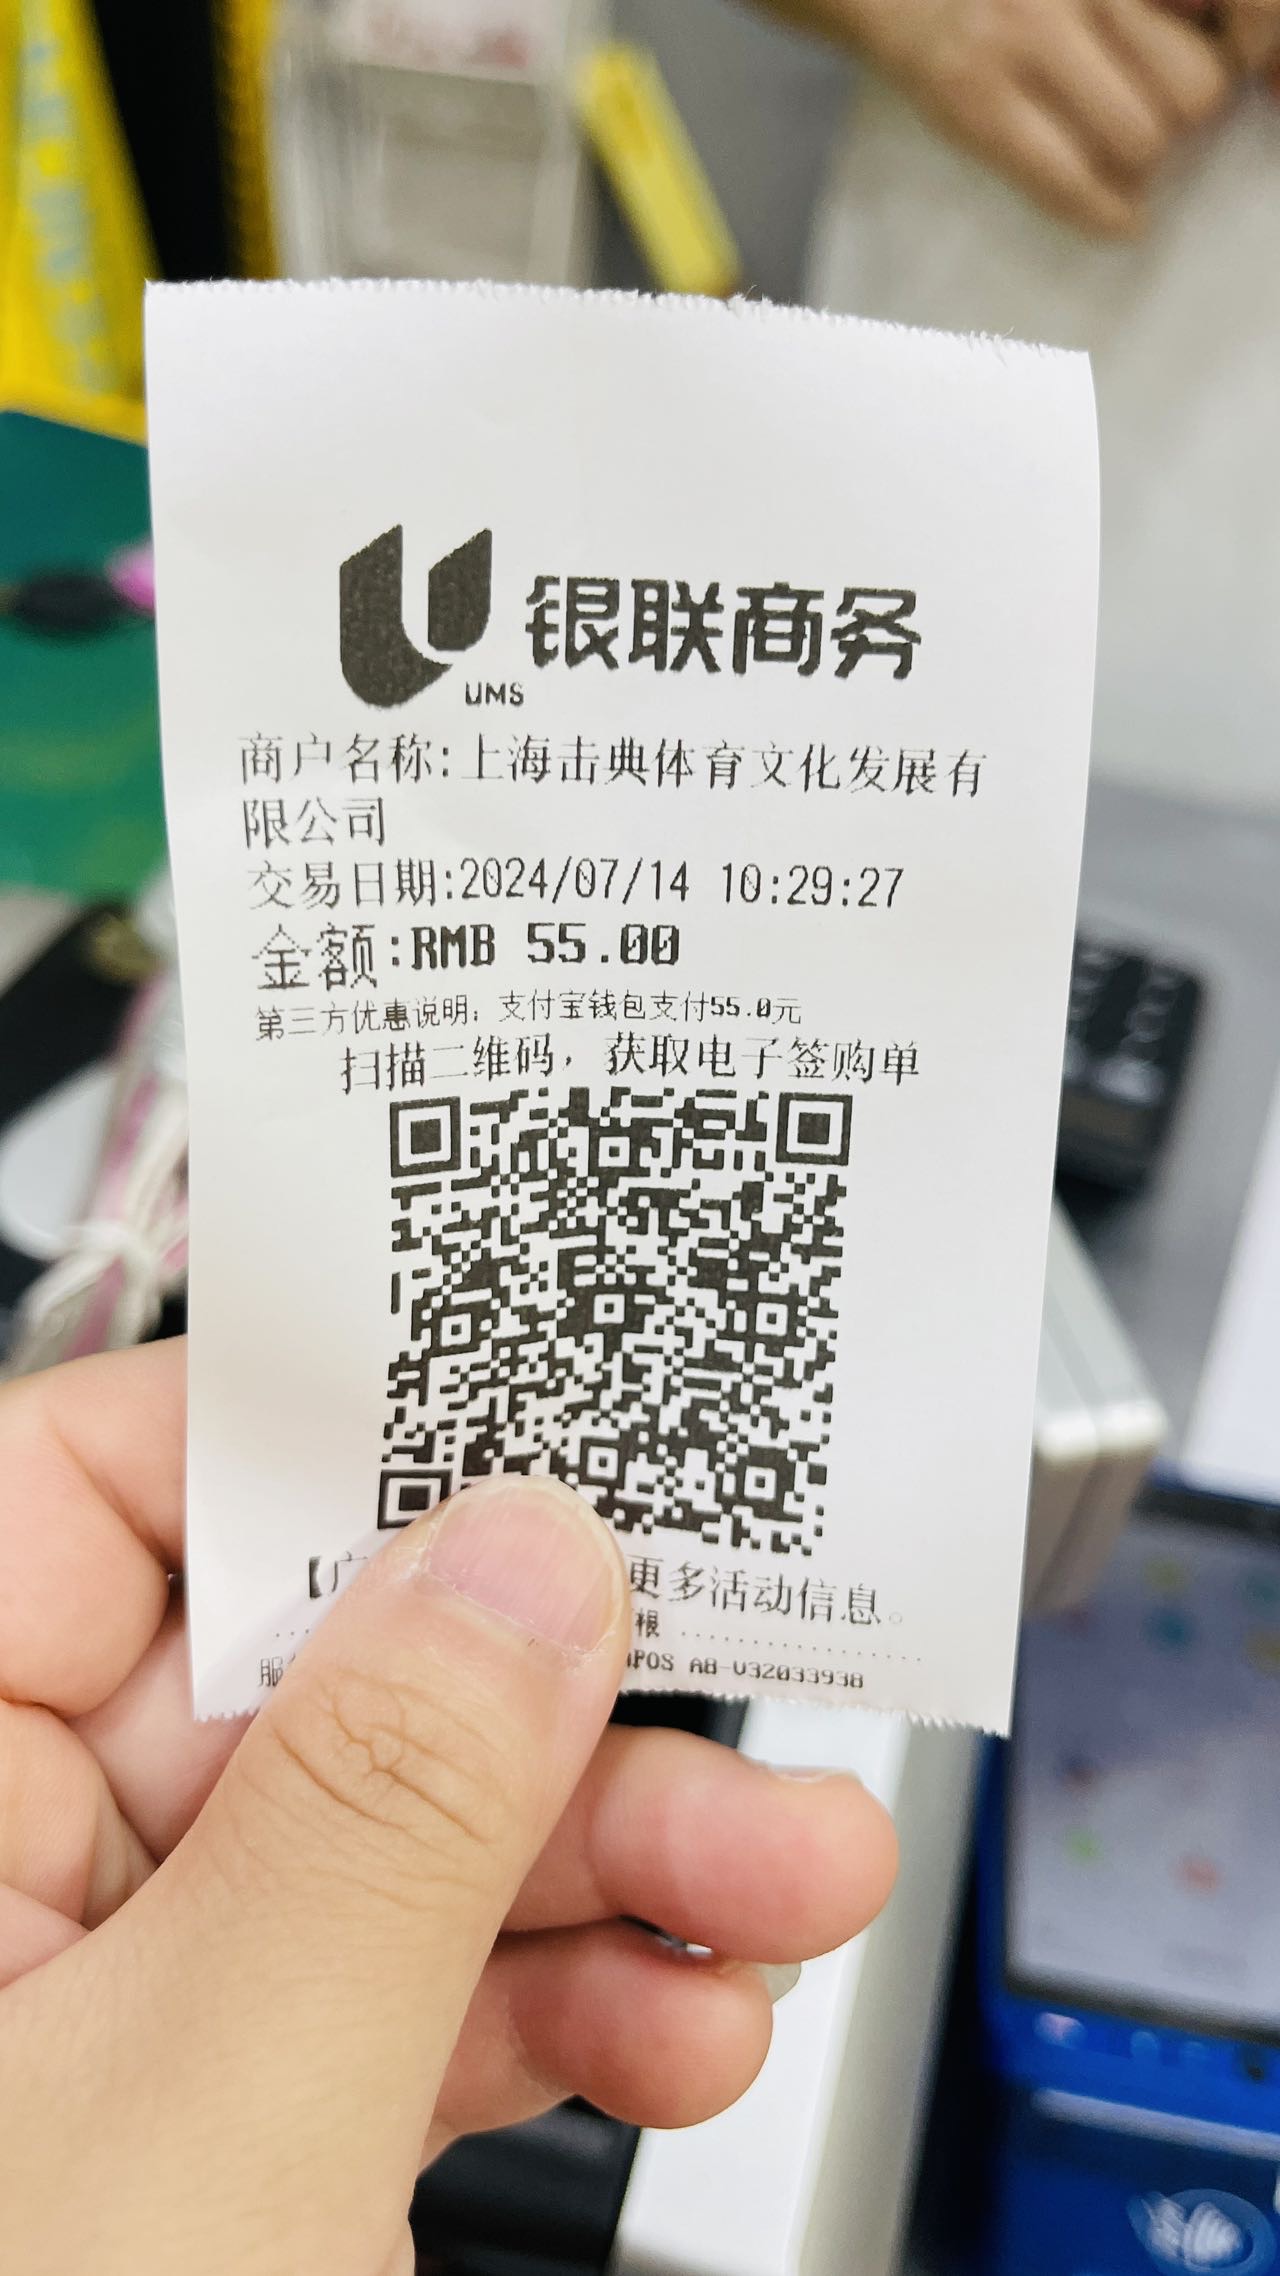 银联商务
UMS
商户名称:上海击典体育文化发展有
限公司
交易日期:2024/07/14 10:29:27
金额:RMB 55.00
第三方优惠说明: 支付宝钱包支付55.0元
扫描二维码，获取电子签购单
【广 更多活动信息。
根
服 POS A8-V32033938